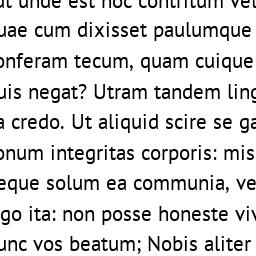 ut unde est hoc contritum vet
uae cum dixisset paulumque
onferam tecum, quam cuique
uis negat? Utram tandem ling
a credo. Ut aliquid scire se ga
onum integritas corporis: mis
eque solum ea communia, ve
go ita: non posse honeste viv
unc vos beatum; Nobis aliter